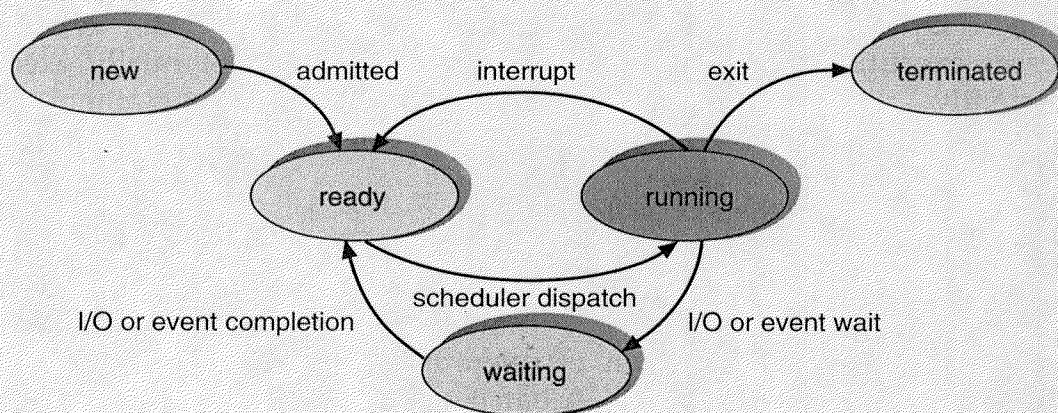 new
admitted
interrupt
exit
terminated
ready
running
scheduler dispatch
I/O or event completion
I/O or event wait
waiting